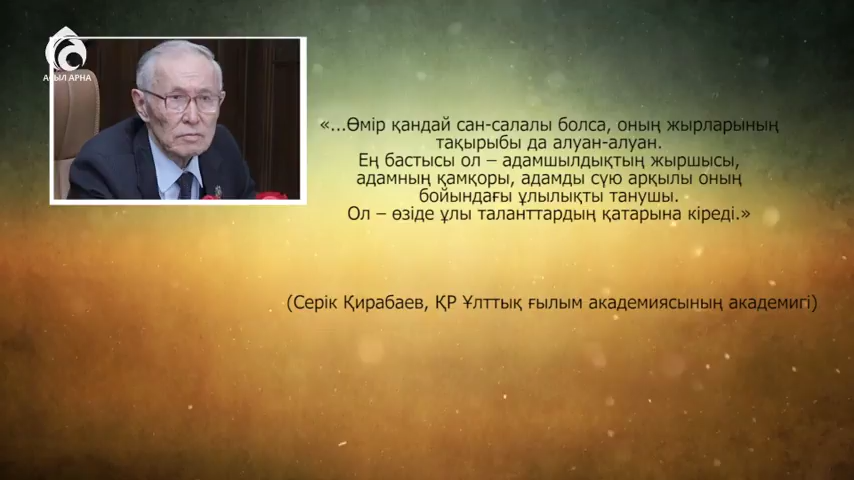 АСЫЛ АРНА
«...Өмір қандай сан-салалы болса, оның жырларының
тақырыбы да алуан-алуан.
Ең бастысы ол – адамшылдықтың жыршысы,
адамның қамқоры, адамды сүю арқылы оның
бойындағы ұлылықты танушы.
Ол – өзіде ұлы таланттардың қатарына кіреді.»
(Серік Қирабаев, ҚР Ұлттық ғылым академиясының академигі)